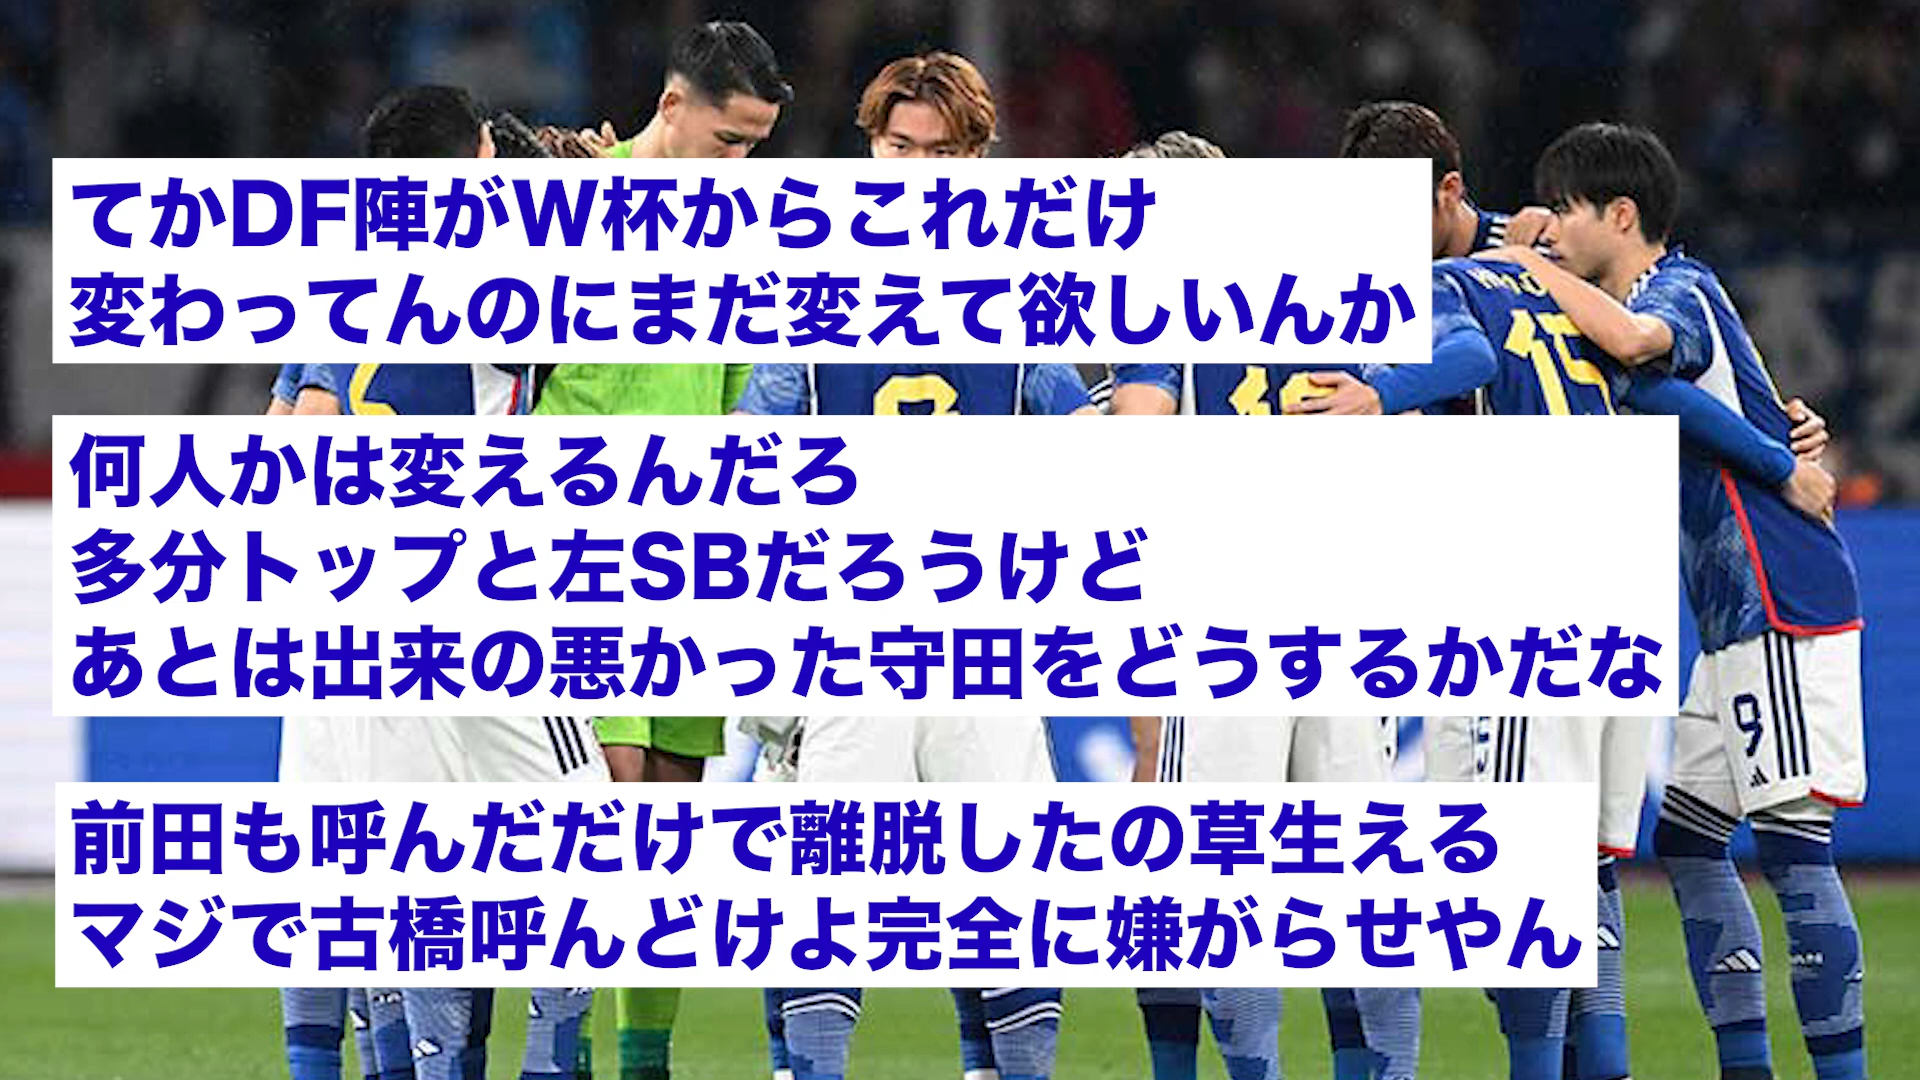 てかDF陣がW杯からこれだけ
変わってんのにまだ変えて欲しいんか
何人かは変えるんだろ
多分トップと左SBだろうけど
あとは出来の悪かった守田をどうするかだな
前田も呼んだだけで離脱したの草生える
マジで古橋呼んどけよ完全に嫌がらせやん
15
9